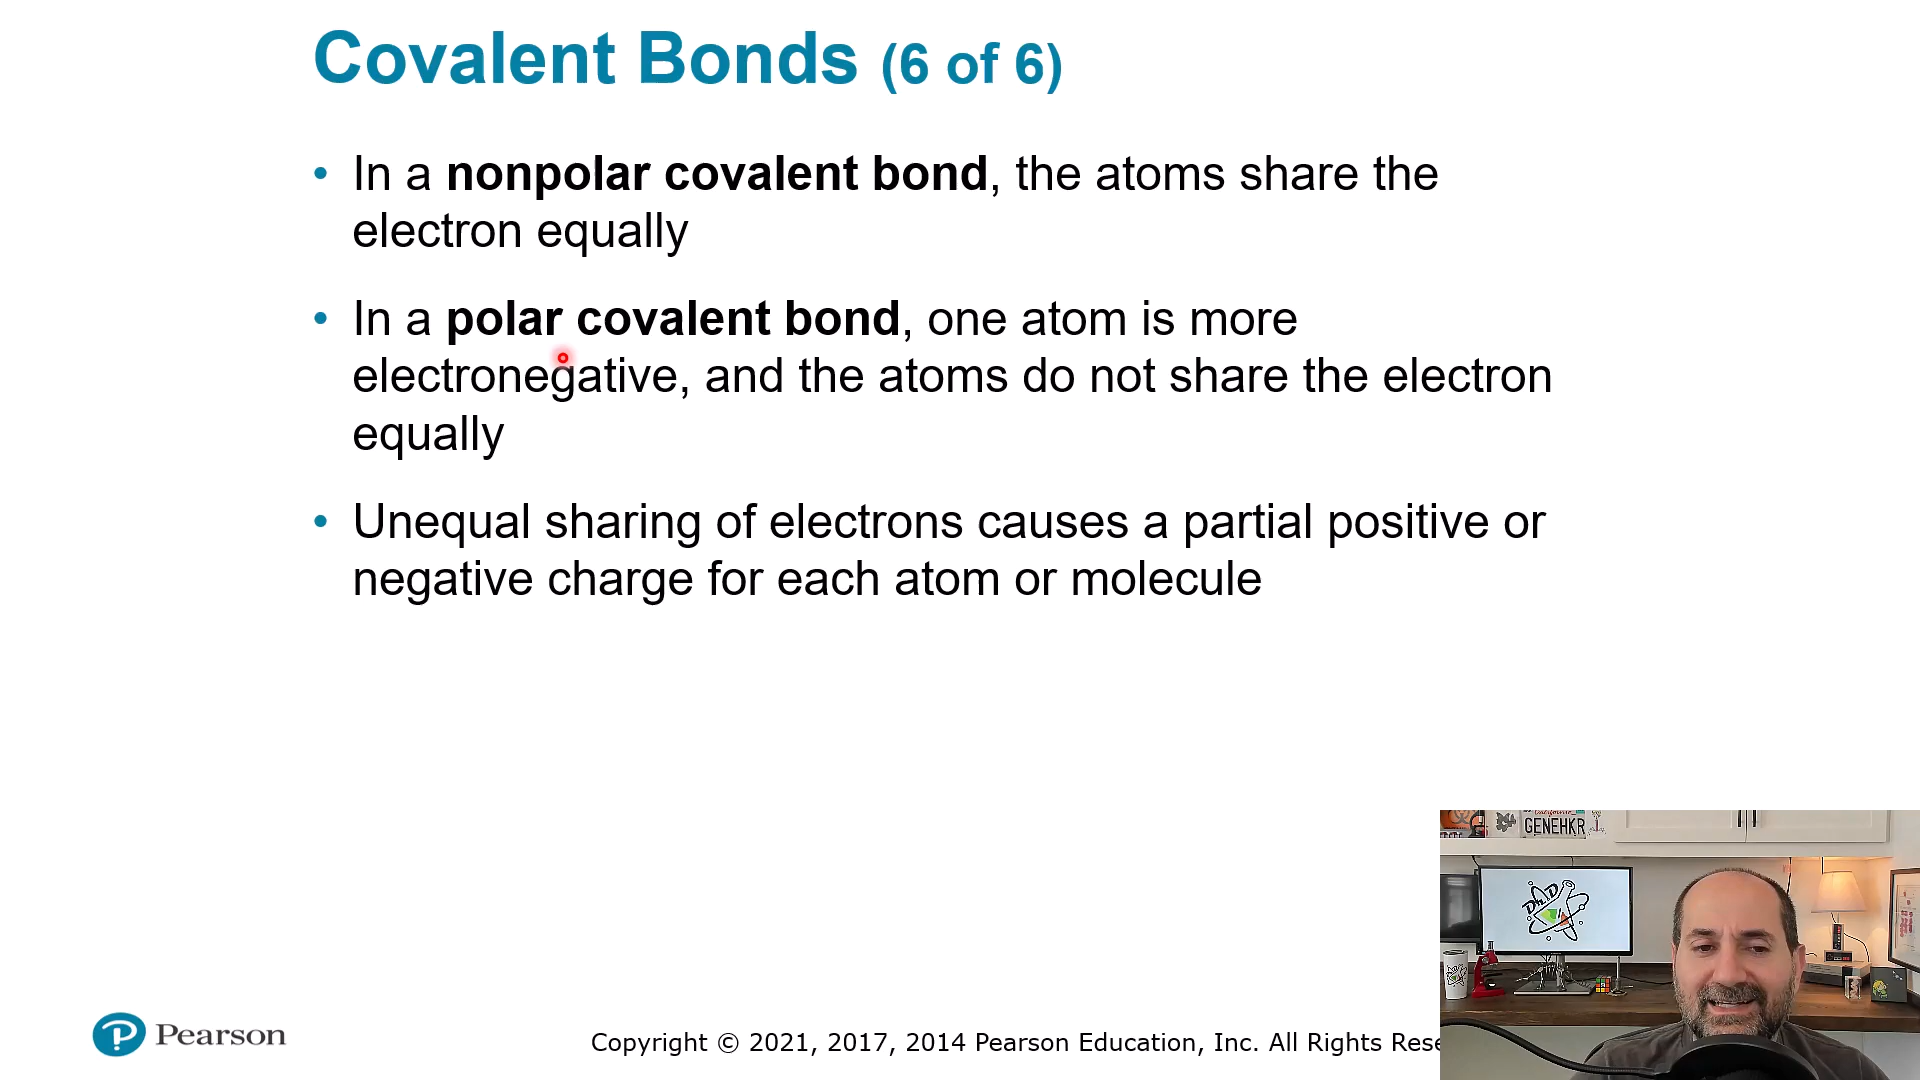 Covalent Bonds (6 of 6)
• In a nonpolar covalent bond, the atoms share the
electron equally
• In a polar covalent bond, one atom is more
electronegative, and the atoms do not share the electron
equally
• Unequal sharing of electrons causes a partial positive or
negative charge for each atom or molecule
GENEHKR
PhD
Pearson
Copyright © 2021, 2017, 2014 Pearson Education, Inc. All Rights Rese